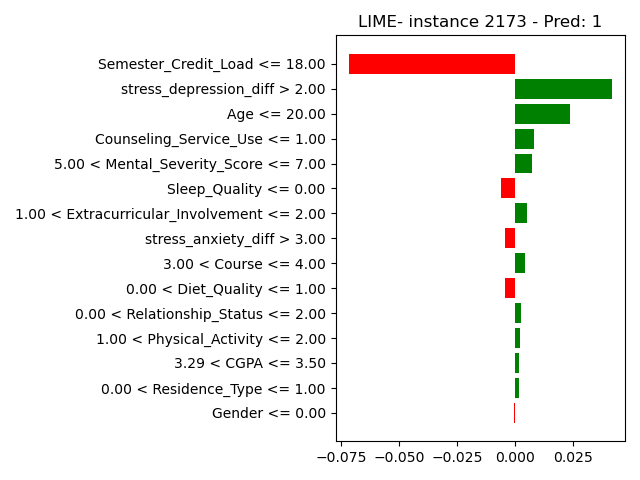 LIME- instance 2173 - Pred: 1
Semester_Credit_Load <= 18.00
stress_depression_diff > 2.00
Age <= 20.00
Counseling_Service_Use <= 1.00
5.00 < Mental_Severity_Score <= 7.00
Sleep_Quality <= 0.00
1.00 < Extracurricular_Involvement <= 2.00
stress_anxiety_diff > 3.00
3.00 < Course <= 4.00
0.00 < Diet_Quality <= 1.00
0.00 < Relationship_Status <= 2.00
1.00 < Physical_Activity <= 2.00
3.29 < CGPA <= 3.50
0.00 < Residence_Type <= 1.00
Gender <= 0.00
−0.075 −0.050 −0.025 0.000 0.025